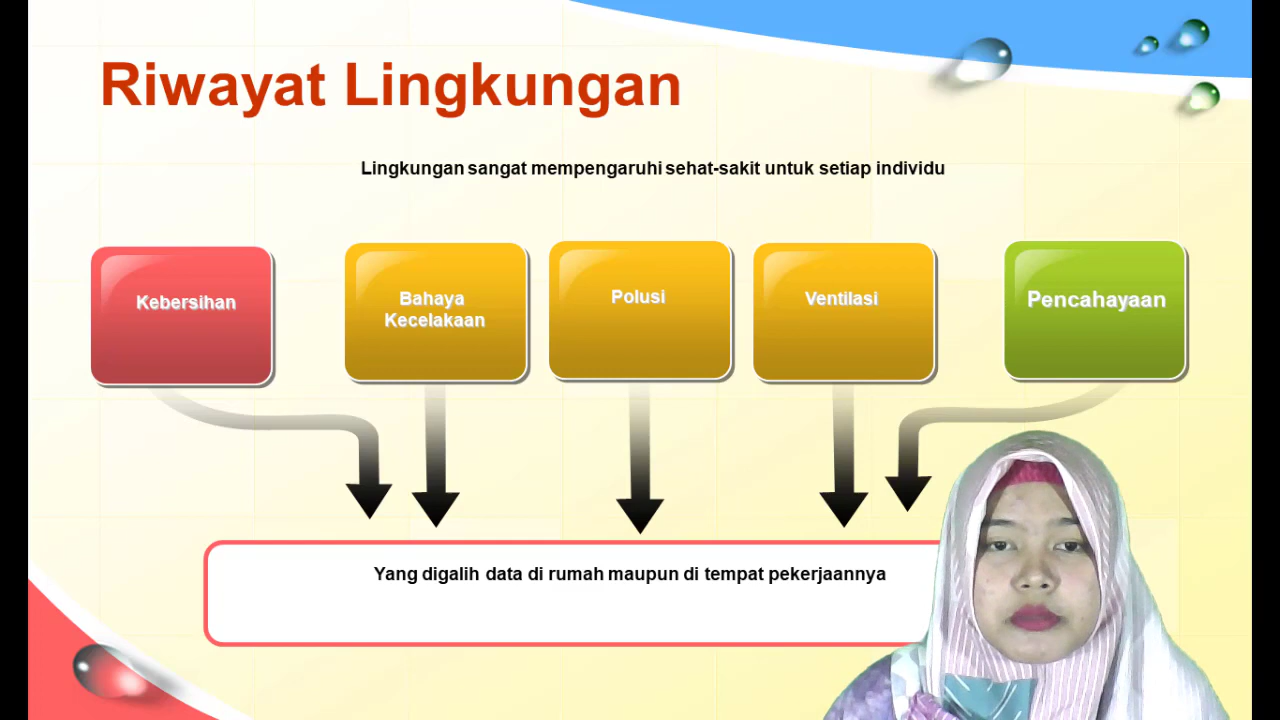 Riwayat Lingkungan
Lingkungan sangat mempengaruhi sehat-sakit untuk setiap individu
Kebersihan
Bahaya
Kecelakaan
Polusi
Ventilasi
Pencahayaan
Yang digalih data di rumah maupun di tempat pekerjaannya